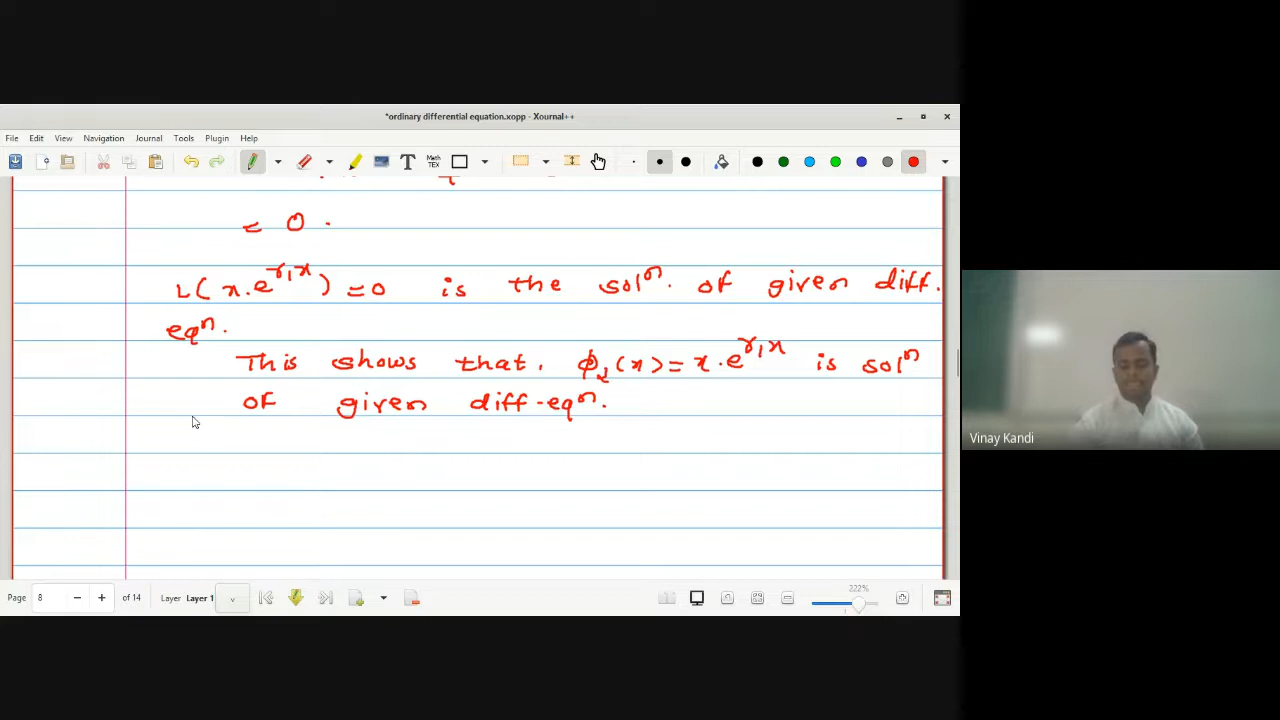 *ordinary differential equation.xopp - Xournal++
File Edit View Navigation Journal Tools Plugin Help
= 0 .
L( x.e^{r₁x} ) = 0 is the solⁿ. of given diff.
eqⁿ.
This shows that. ϕ₂(x) = x.e^{r₁x} is solⁿ
of given diff-eqⁿ.
Vinay Kandi
222%
Page 8 of 14 Layer Layer 1